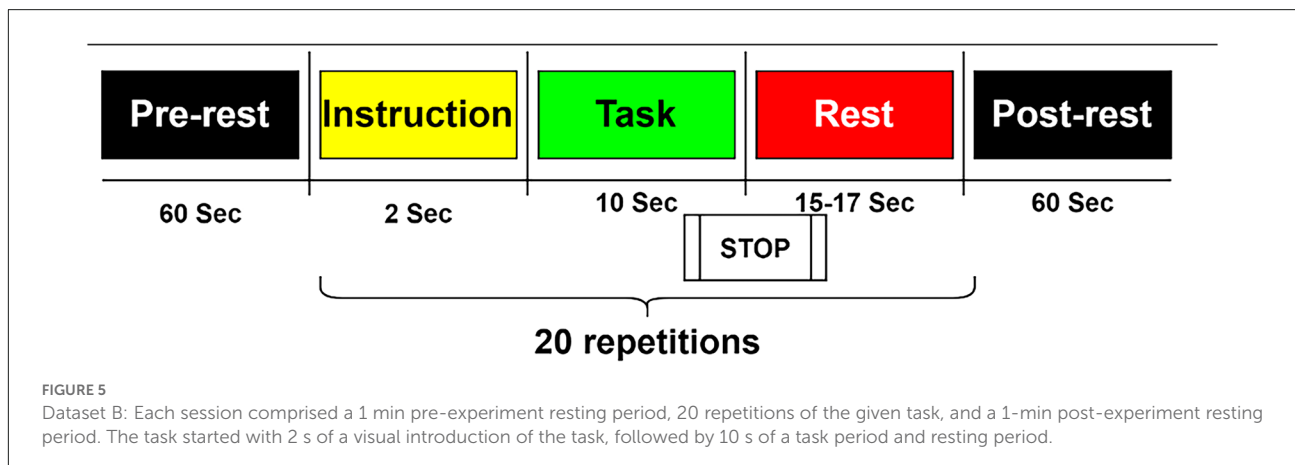 Pre-rest
Instruction
Task
Rest
Post-rest
60 Sec
2 Sec
10 Sec
15-17 Sec
60 Sec
STOP
20 repetitions
FIGURE 5
Dataset B: Each session comprised a 1 min pre-experiment resting period, 20 repetitions of the given task, and a 1-min post-experiment resting
period. The task started with 2 s of a visual introduction of the task, followed by 10 s of a task period and resting period.